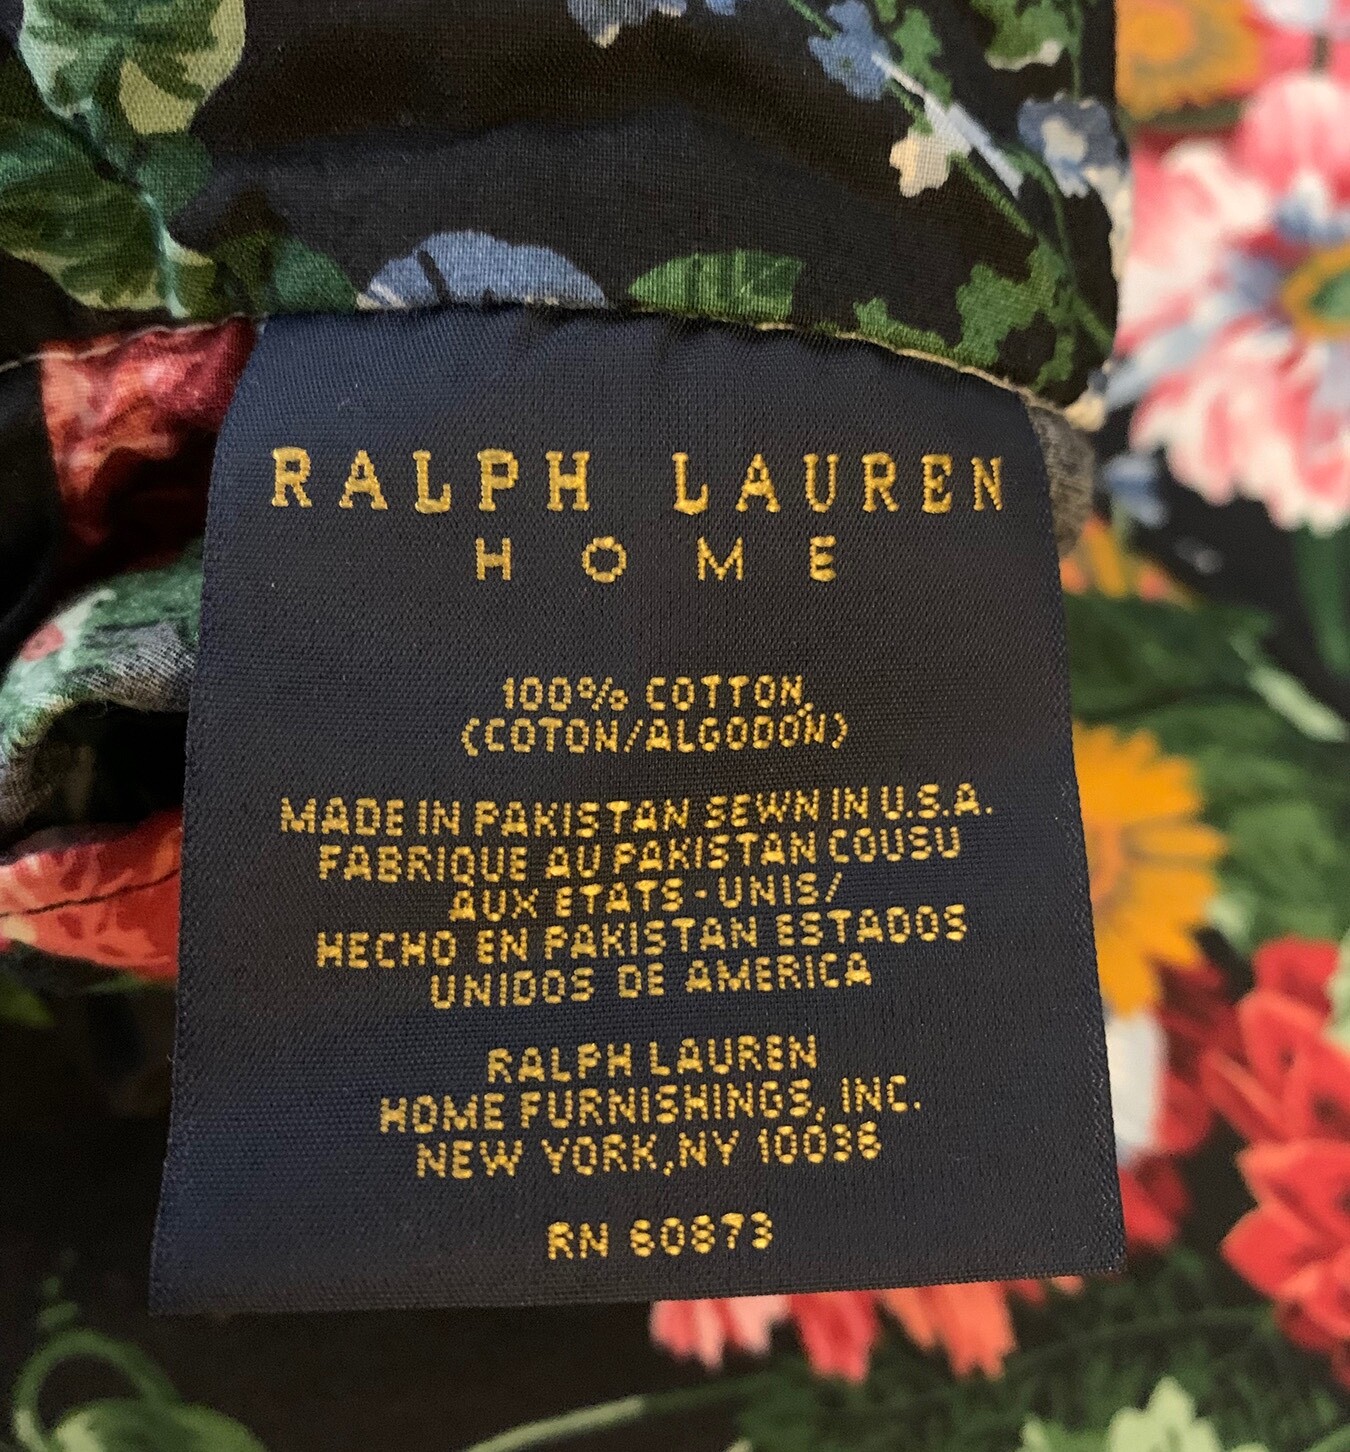 RALPH LAUREN
HOME
100% COTTON,
(COTON/ALGODON)
MADE IN PAKISTAN SEWN IN U.S.A.
FABRIQUE AU PAKISTAN COUSU
AUX ETATS-UNIS/
HECHO EN PAKISTAN ESTADOS
UNIDOS DE AMERICA
RALPH LAUREN
HOME FURNISHINGS, INC.
NEW YORK, NY 10036
RN 60873